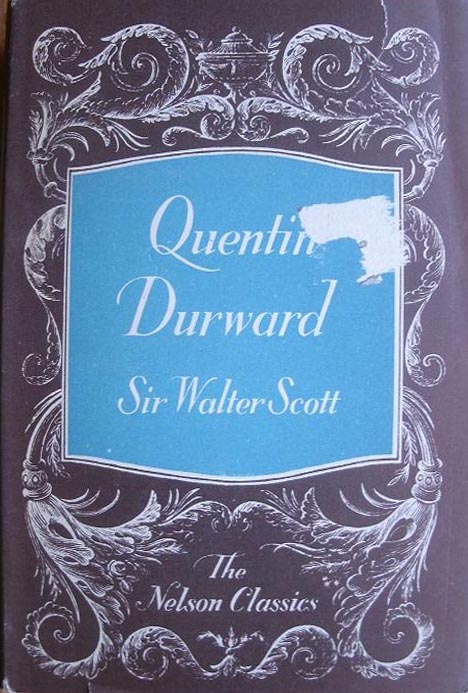 Quentin
Durward
Sir Walter Scott
The
Nelson Classics